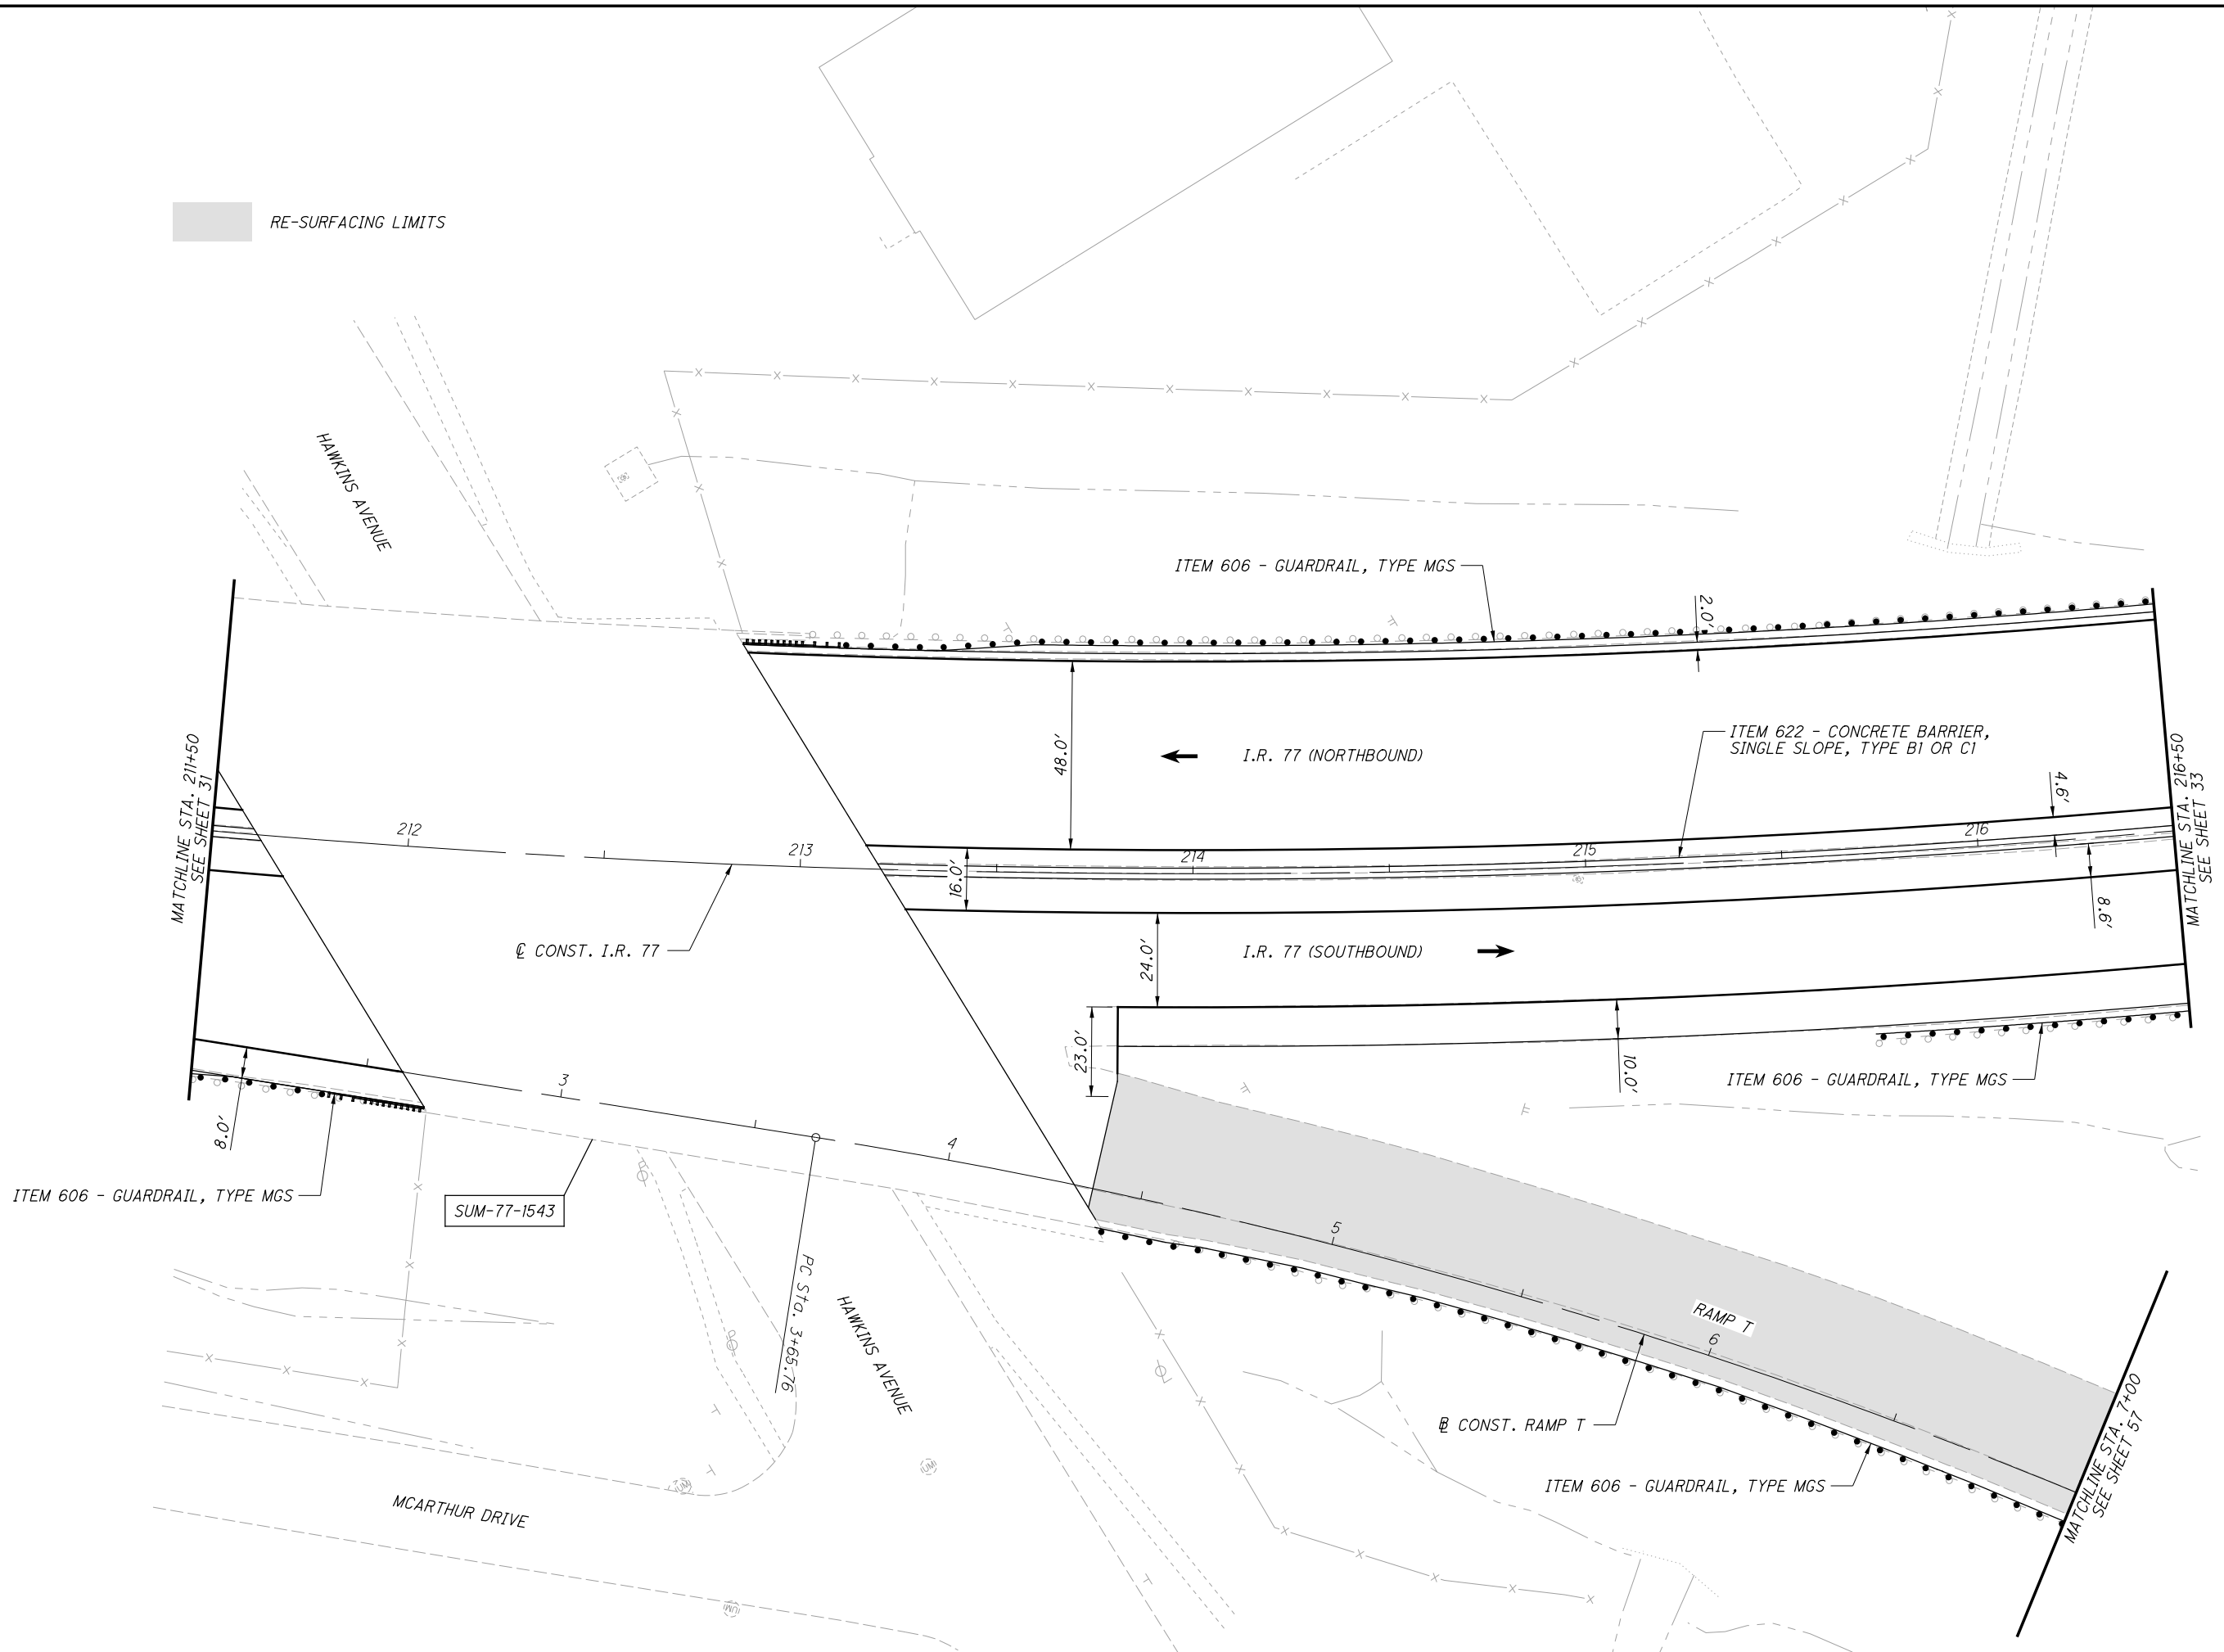 RE-SURFACING LIMITS
HAWKINS AVENUE
ITEM 606 - GUARDRAIL, TYPE MGS
2.0'
MATCHLINE STA. 211+50
SEE SHEET 31
48.0'
I.R. 77 (NORTHBOUND)
ITEM 622 - CONCRETE BARRIER,
SINGLE SLOPE, TYPE B1 OR C1
4.6'
MATCHLINE STA. 216+50
SEE SHEET 33
212
213
214
215
216
16.0'
8.6'
℄ CONST. I.R. 77
24.0'
I.R. 77 (SOUTHBOUND)
23.0'
10.0'
ITEM 606 - GUARDRAIL, TYPE MGS
3
4
8.0'
ITEM 606 - GUARDRAIL, TYPE MGS
SUM-77-1543
5
6
PC Sta. 3+65.76
HAWKINS AVENUE
RAMP T
B CONST. RAMP T
ITEM 606 - GUARDRAIL, TYPE MGS
MATCHLINE STA. 7+00
SEE SHEET 57
MCARTHUR DRIVE